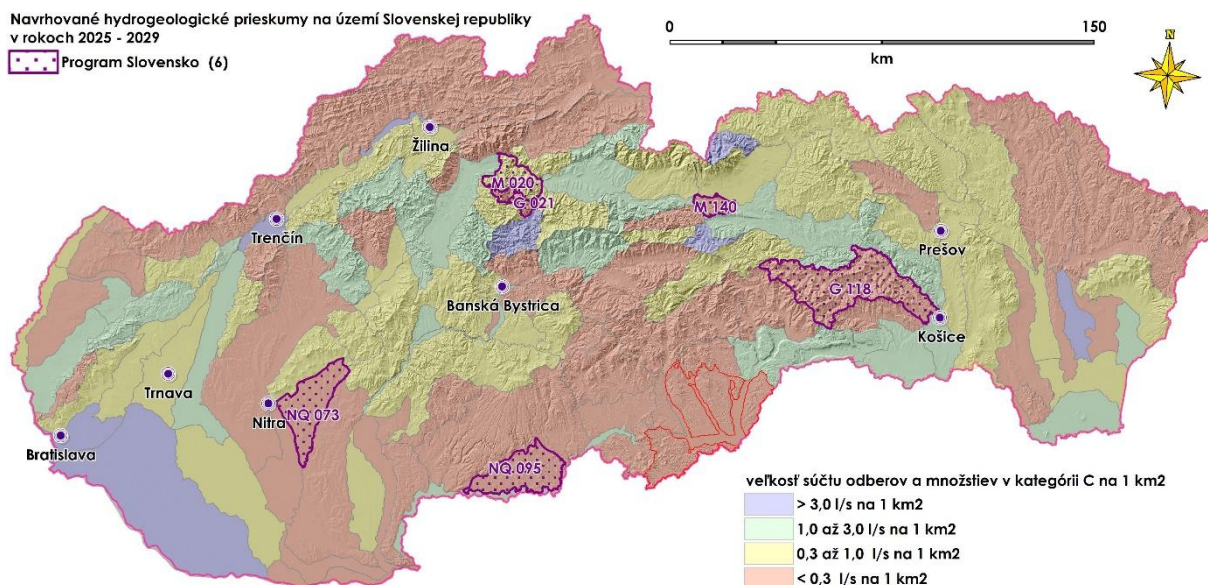 Navrhované hydrogeologické prieskumy na území Slovenskej republiky
v rokoch 2025 - 2029
Program Slovensko (6)
0
150
km
N
Žilina
M 020
G 021
M 140
Trenčín
Prešov
Banská Bystrica
G 118
Košice
Trnava
Nitra
NQ 073
Bratislava
NQ 095
veľkosť súčtu odberov a množstiev v kategórii C na 1 km2
> 3,0 l/s na 1 km2
1,0 až 3,0 l/s na 1 km2
0,3 až 1,0 l/s na 1 km2
< 0,3 l/s na 1 km2